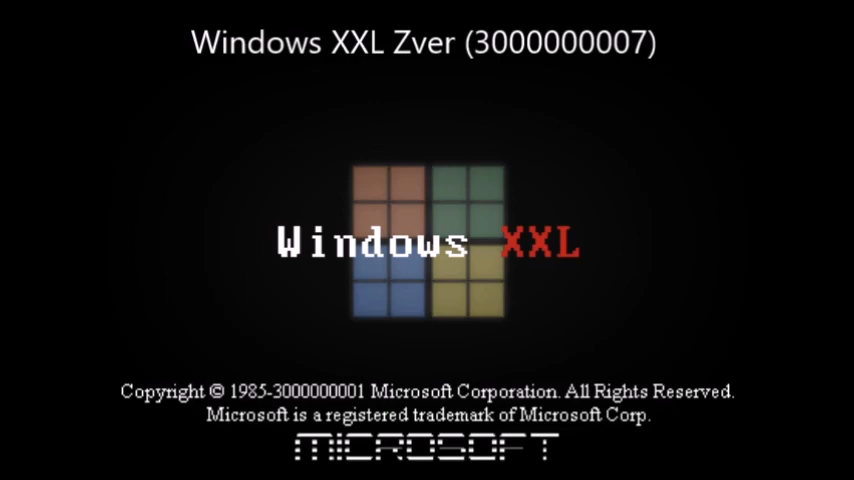 Windows XXL Zver (3000000007)
Windows XXL
Copyright © 1985-3000000001 Microsoft Corporation. All Rights Reserved.
Microsoft is a registered trademark of Microsoft Corp.
MICROSOFT